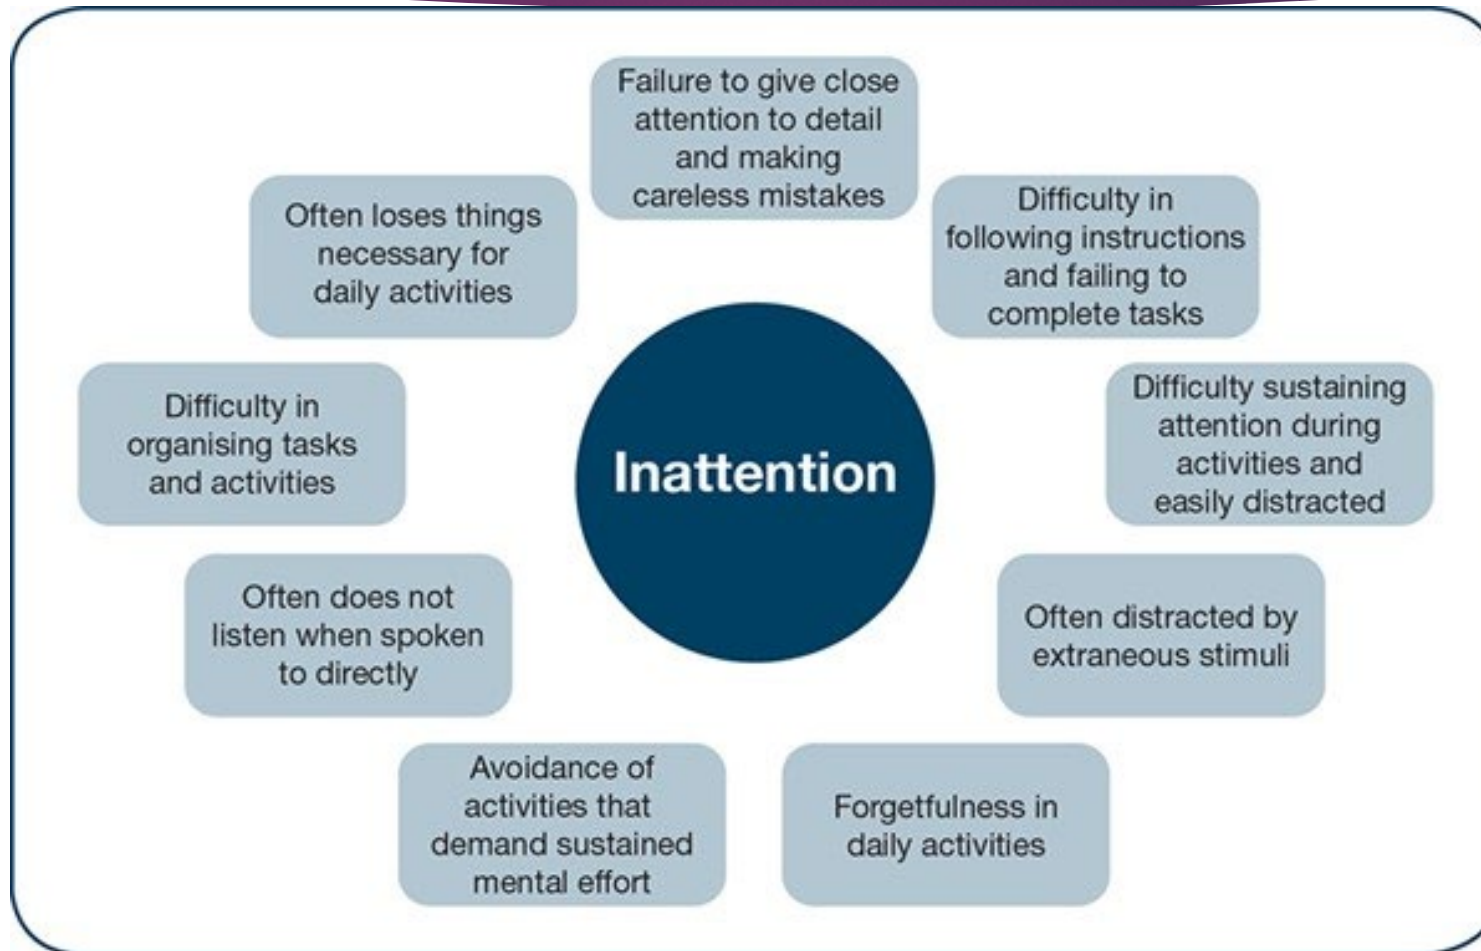 Failure to give close
attention to detail
and making
careless mistakes
Difficulty in
following instructions
and failing to
complete tasks
Difficulty sustaining
attention during
activities and
easily distracted
Often distracted by
extraneous stimuli
Forgetfulness in
daily activities
Avoidance of
activities that
demand sustained
mental effort
Often does not
listen when spoken
to directly
Difficulty in
organising tasks
and activities
Often loses things
necessary for
daily activities
Inattention